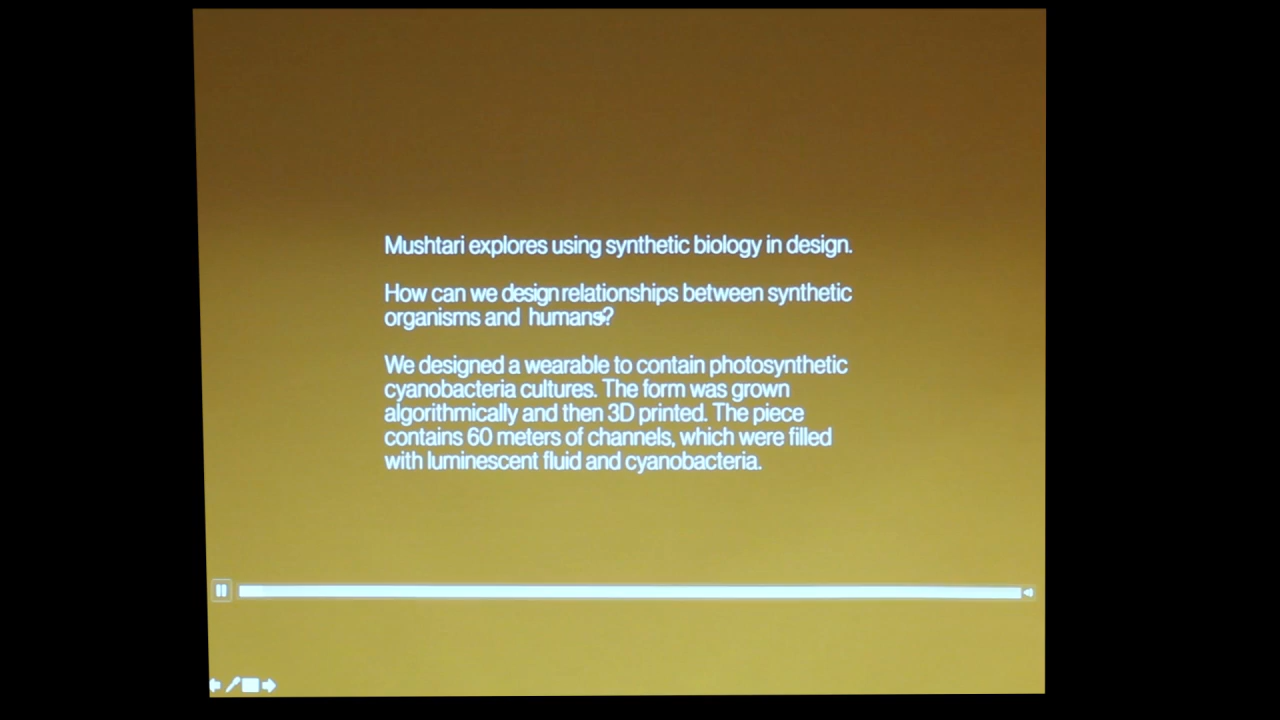 Mushtari explores using synthetic biology in design.
How can we design relationships between synthetic
organisms and humans?
We designed a wearable to contain photosynthetic
cyanobacteria cultures. The form was grown
algorithmically and then 3D printed. The piece
contains 60 meters of channels, which were filled
with luminescent fluid and cyanobacteria.